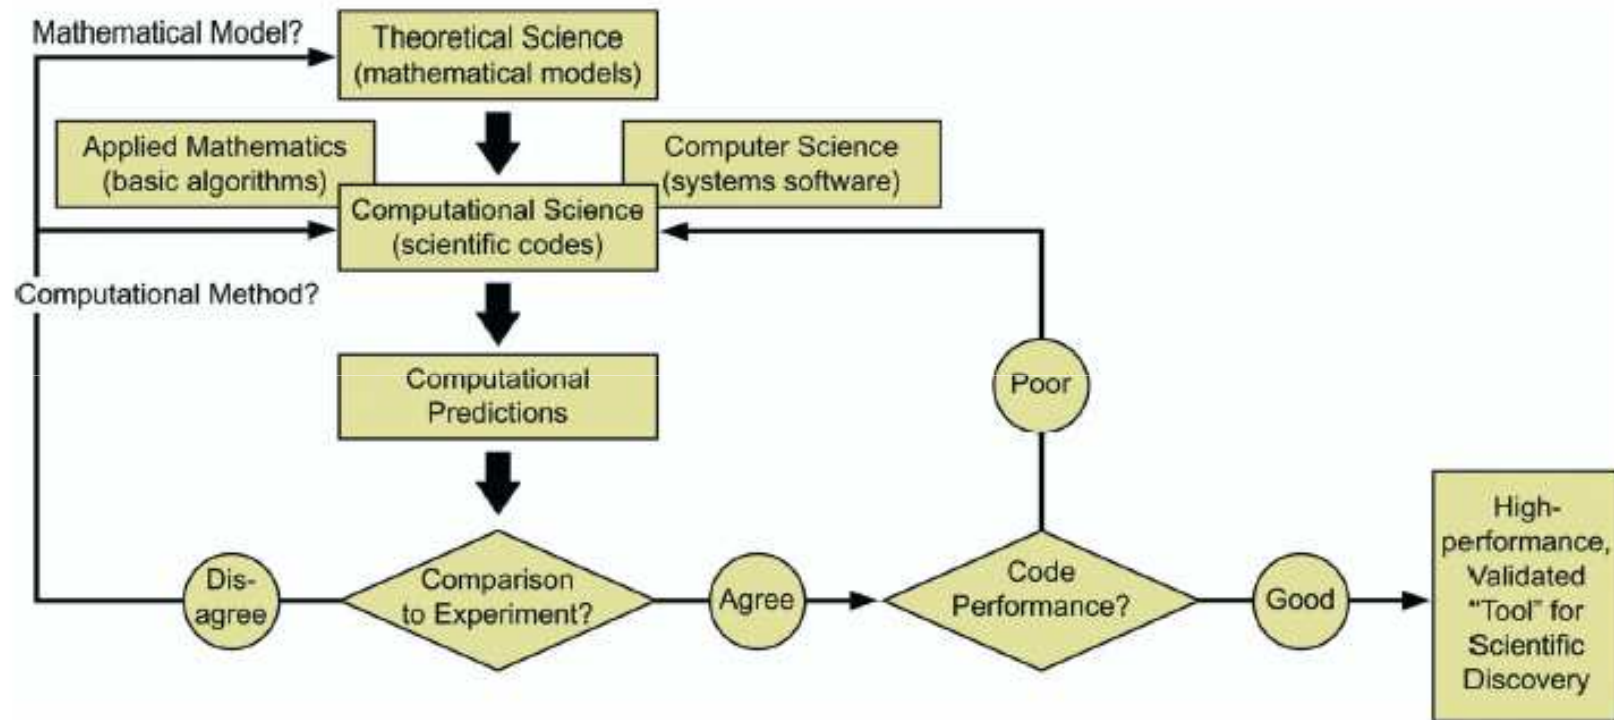 Mathematical Model?
Theoretical Science
(mathematical models)
Applied Mathematics
(basic algorithms)
Computer Science
(systems software)
Computational Science
(scientific codes)
Computational Method?
Computational
Predictions
Poor
Dis-
agree
Comparison
to Experiment?
Agree
Code
Performance?
Good
High-
performance,
Validated
"Tool" for
Scientific
Discovery